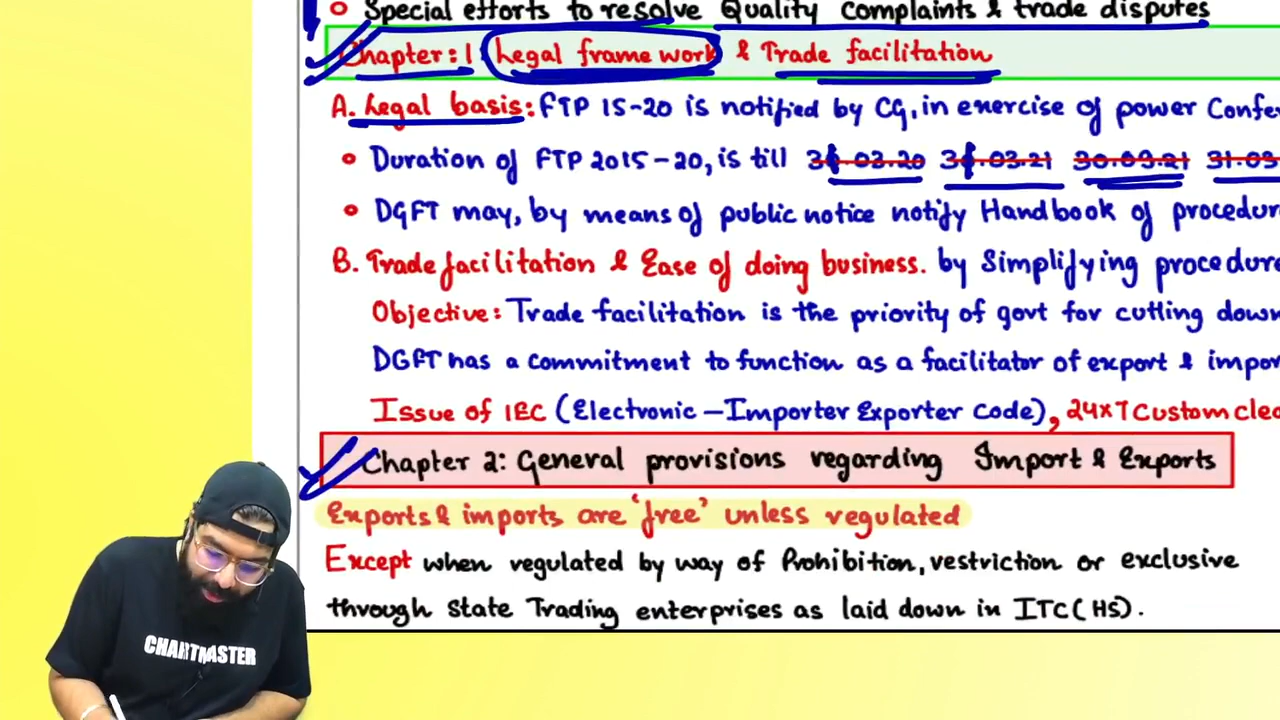 Special efforts to resolve Quality Complaints & trade disputes
Chapter: 1 Legal frame work & Trade facilitation
A. Legal basis: FTP 15-20 is notified by CG, in exercise of power Confe
Duration of FTP 2015-20, is till 31.03.20 31.03.21 30.09.21 31.03
DGFT may, by means of public notice notify Handbook of procedur
B. Trade facilitation & Ease of doing business. by Simplifying procedure
Objective: Trade facilitation is the priority of govt for cutting down
DGFT has a commitment to function as a facilitator of export & impor
Issue of IEC (Electronic - Importer Exporter Code), 24x7 Custom clea
Chapter 2: General provisions regarding Import & Exports
Exports & imports are 'free' unless regulated
Except when regulated by way of Prohibition, restriction or exclusive
through State Trading enterprises as laid down in ITC(HS).
CHARTMASTER